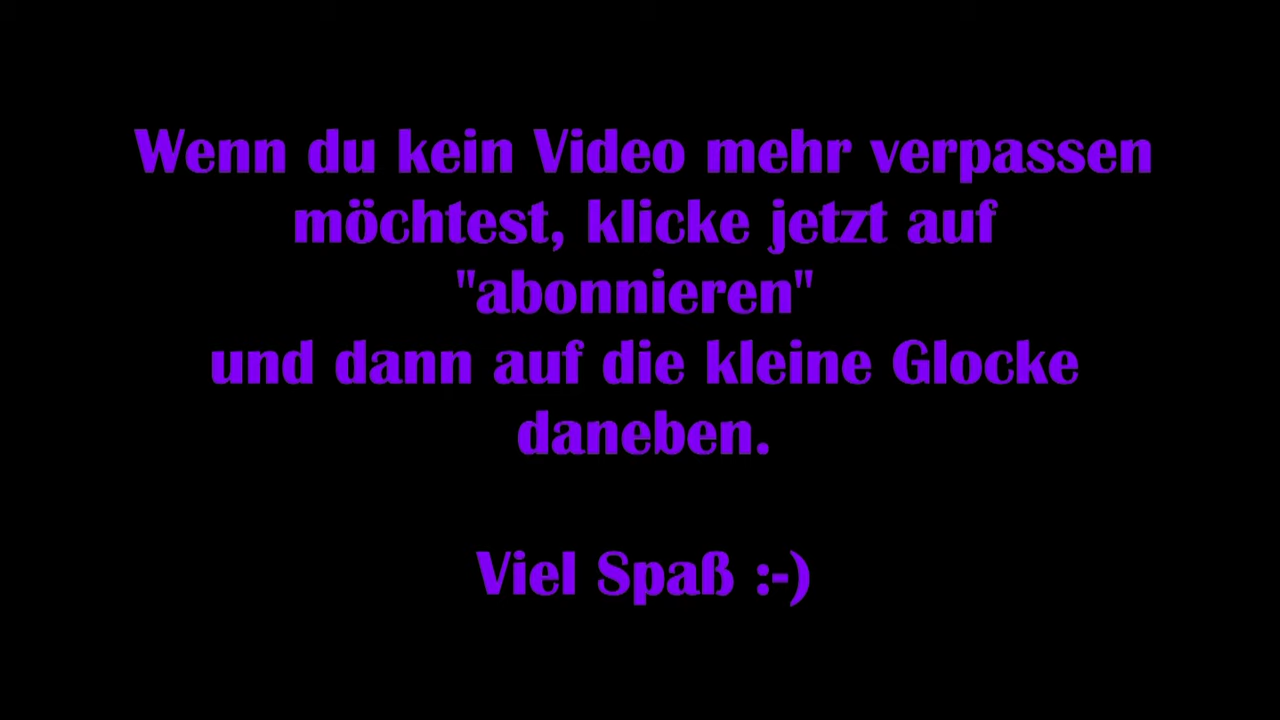 Wenn du kein Video mehr verpassen
möchtest, klicke jetzt auf
"abonnieren"
und dann auf die kleine Glocke
daneben.
Viel Spaß :-)